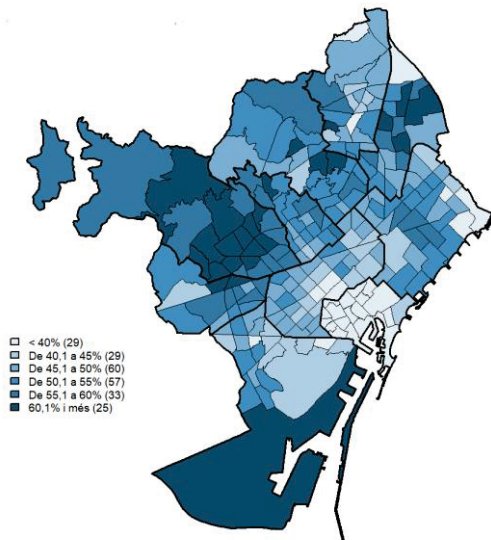 < 40% (29)
De 40,1 a 45% (29)
De 45,1 a 50% (60)
De 50,1 a 55% (57)
De 55,1 a 60% (33)
60,1% i més (25)